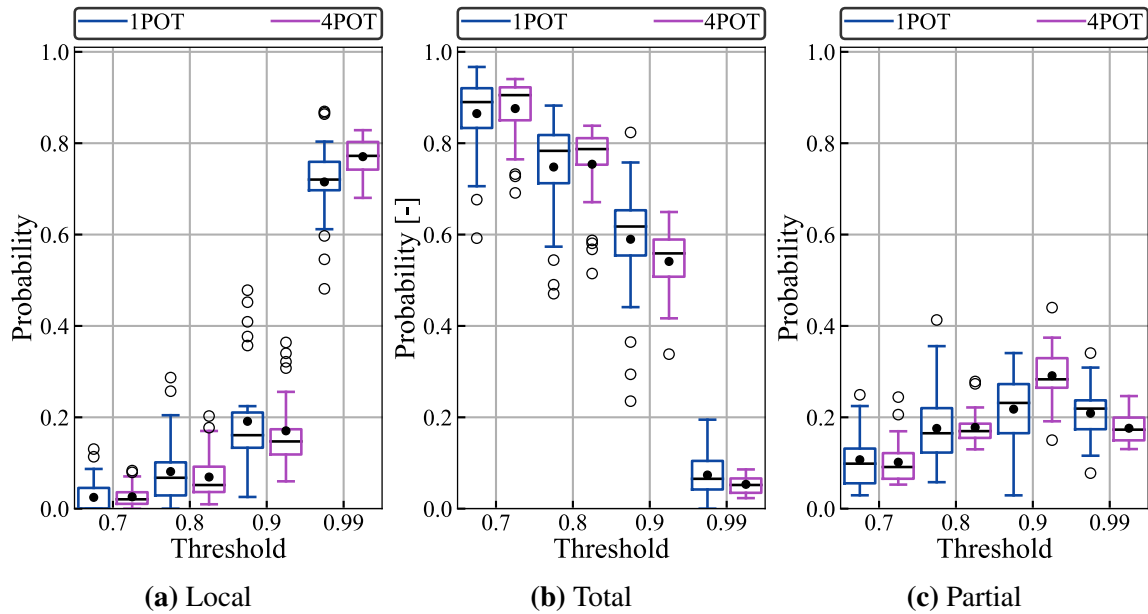 1POT 4POT
1.0
0.8
0.6
0.4
0.2
0.0
Probability
0.7 0.8 0.9 0.99
Threshold
(a) Local
1POT 4POT
1.0
0.8
0.6
0.4
0.2
0.0
Probability [-]
0.7 0.8 0.9 0.99
Threshold
(b) Total
1POT 4POT
1.0
0.8
0.6
0.4
0.2
0.0
Probability
0.7 0.8 0.9 0.99
Threshold
(c) Partial